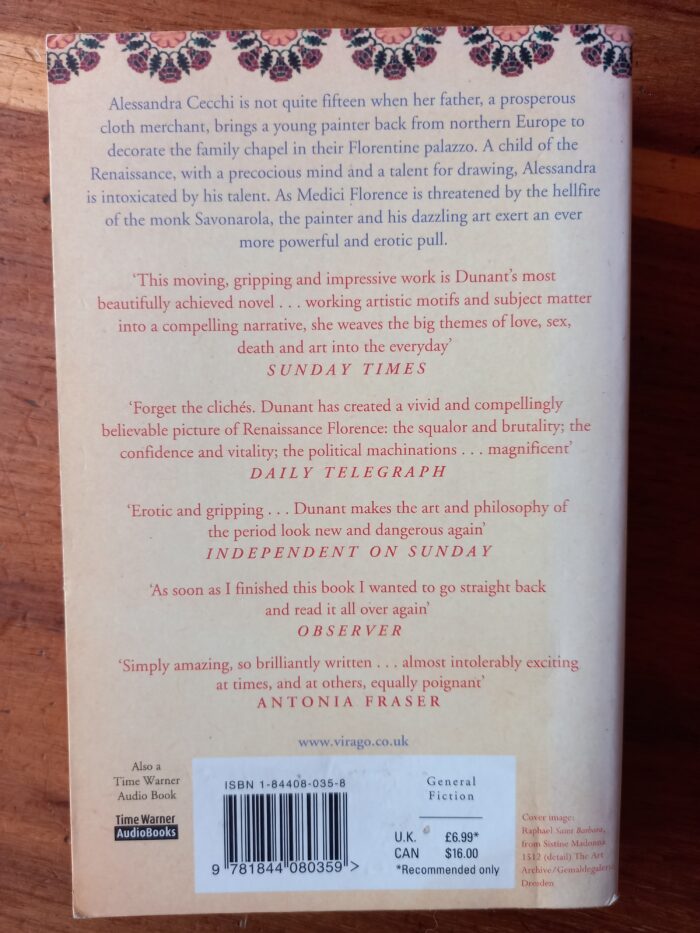 Alessandra Cecchi is not quite fifteen when her father, a prosperous
cloth merchant, brings a young painter back from northern Europe to
decorate the family chapel in their Florentine palazzo. A child of the
Renaissance, with a precocious mind and a talent for drawing, Alessandra
is intoxicated by his talent. As Medici Florence is threatened by the hellfire
of the monk Savonarola, the painter and his dazzling art exert an ever
more powerful and erotic pull.
‘This moving, gripping and impressive work is Dunant’s most
beautifully achieved novel . . . working artistic motifs and subject matter
into a compelling narrative, she weaves the big themes of love, sex,
death and art into the everyday’
SUNDAY TIMES
‘Forget the clichés. Dunant has created a vivid and compellingly
believable picture of Renaissance Florence: the squalor and brutality; the
confidence and vitality; the political machinations . . . magnificent’
DAILY TELEGRAPH
‘Erotic and gripping . . . Dunant makes the art and philosophy of
the period look new and dangerous again’
INDEPENDENT ON SUNDAY
‘As soon as I finished this book I wanted to go straight back
and read it all over again’
OBSERVER
‘Simply amazing, so brilliantly written . . . almost intolerably exciting
at times, and at others, equally poignant’
ANTONIA FRASER
www.virago.co.uk
Also a
Time Warner
Audio Book
Time Warner
AudioBooks
ISBN 1-84408-035-8
9 781844 080359 >
General
Fiction
U.K. £6.99*
CAN $16.00
*Recommended only
Cover image:
Raphael Saint Barbara,
from Sistine Madonna
1512 (detail) The Art
Archive/Gemaldegalerie
Dresden